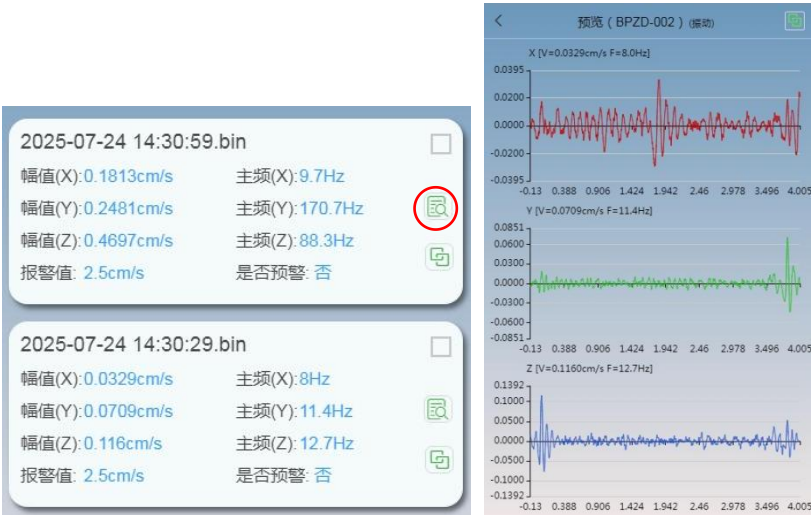 2025-07-24 14:30:59.bin
幅值(X):0.1813cm/s 主频(X):9.7Hz
幅值(Y):0.2481cm/s 主频(Y):170.7Hz
幅值(Z):0.4697cm/s 主频(Z):88.3Hz
报警值: 2.5cm/s 是否预警: 否
2025-07-24 14:30:29.bin
幅值(X):0.0329cm/s 主频(X):8Hz
幅值(Y):0.0709cm/s 主频(Y):11.4Hz
幅值(Z):0.116cm/s 主频(Z):12.7Hz
报警值: 2.5cm/s 是否预警: 否
预览(BPZD-002)(振动)
X [V=0.0329cm/s F=8.0Hz]
0.0395
0.0200
0.0000
-0.0200
-0.0395
-0.13 0.388 0.906 1.424 1.942 2.46 2.978 3.496 4.005
Y [V=0.0709cm/s F=11.4Hz]
0.0851
0.0600
0.0300
0.0000
-0.0300
-0.0600
-0.0851
-0.13 0.388 0.906 1.424 1.942 2.46 2.978 3.496 4.005
Z [V=0.1160cm/s F=12.7Hz]
0.1392
0.1000
0.0500
0.0000
-0.0500
-0.1000
-0.1392
-0.13 0.388 0.906 1.424 1.942 2.46 2.978 3.496 4.005